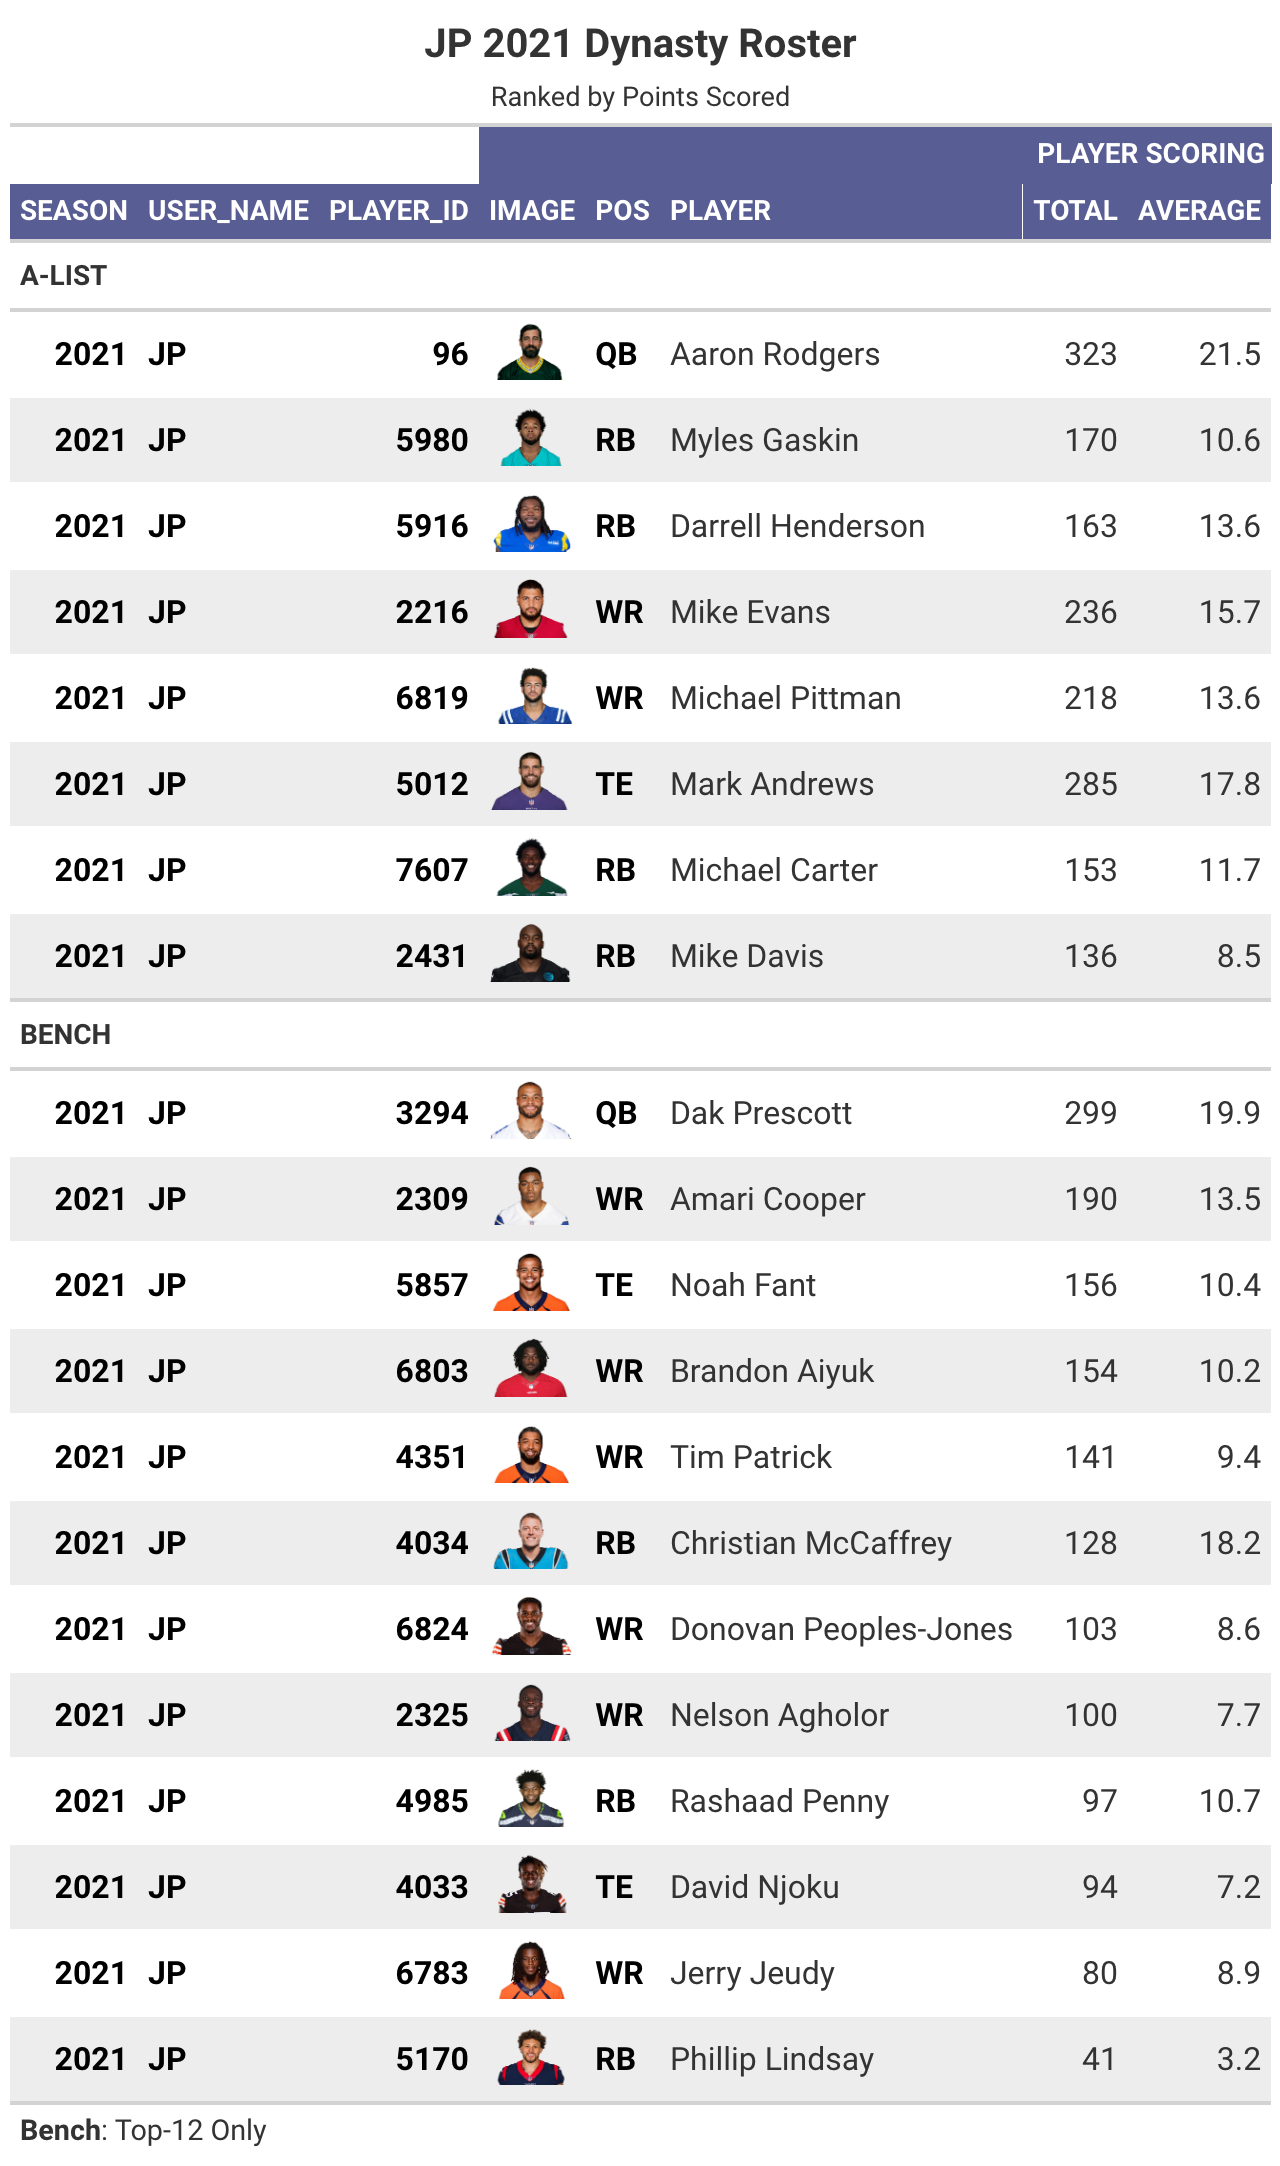 JP 2021 Dynasty Roster
Ranked by Points Scored
PLAYER SCORING
SEASON USER_NAME PLAYER_ID IMAGE POS PLAYER TOTAL AVERAGE
A-LIST
2021 JP 96 QB Aaron Rodgers 323 21.5
2021 JP 5980 RB Myles Gaskin 170 10.6
2021 JP 5916 RB Darrell Henderson 163 13.6
2021 JP 2216 WR Mike Evans 236 15.7
2021 JP 6819 WR Michael Pittman 218 13.6
2021 JP 5012 TE Mark Andrews 285 17.8
2021 JP 7607 RB Michael Carter 153 11.7
2021 JP 2431 RB Mike Davis 136 8.5
BENCH
2021 JP 3294 QB Dak Prescott 299 19.9
2021 JP 2309 WR Amari Cooper 190 13.5
2021 JP 5857 TE Noah Fant 156 10.4
2021 JP 6803 WR Brandon Aiyuk 154 10.2
2021 JP 4351 WR Tim Patrick 141 9.4
2021 JP 4034 RB Christian McCaffrey 128 18.2
2021 JP 6824 WR Donovan Peoples-Jones 103 8.6
2021 JP 2325 WR Nelson Agholor 100 7.7
2021 JP 4985 RB Rashaad Penny 97 10.7
2021 JP 4033 TE David Njoku 94 7.2
2021 JP 6783 WR Jerry Jeudy 80 8.9
2021 JP 5170 RB Phillip Lindsay 41 3.2
Bench: Top-12 Only